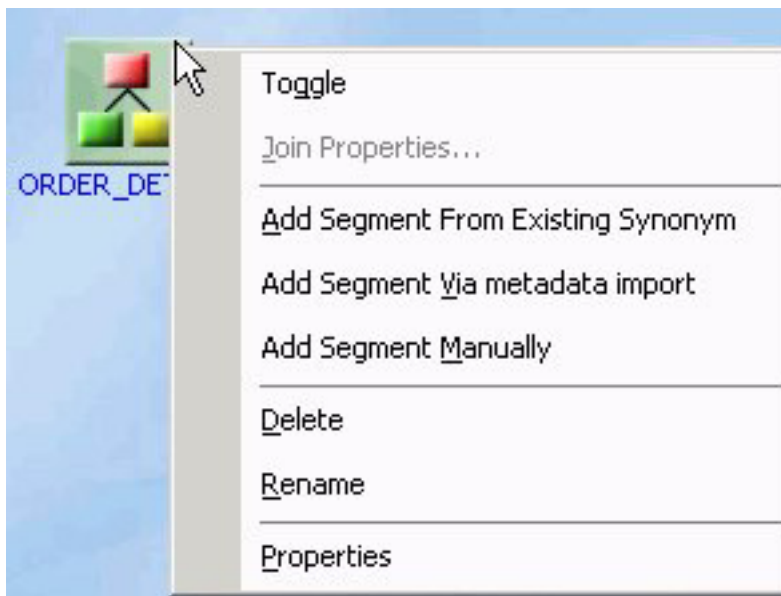 Toggle
Join Properties...
ORDER_DE
Add Segment From Existing Synonym
Add Segment Via metadata import
Add Segment Manually
Delete
Rename
Properties